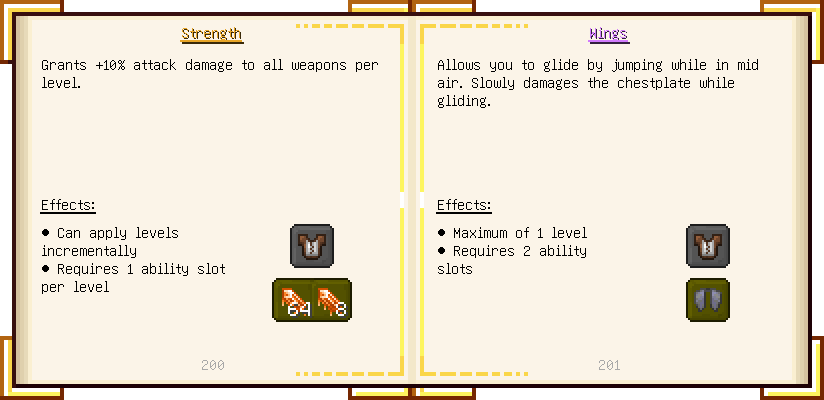 Strength
Grants +10% attack damage to all weapons per
level.
Effects:
● Can apply levels
incrementally
● Requires 1 ability slot
per level
64 8
200
Wings
Allows you to glide by jumping while in mid
air. Slowly damages the chestplate while
gliding.
Effects:
● Maximum of 1 level
● Requires 2 ability
slots
201